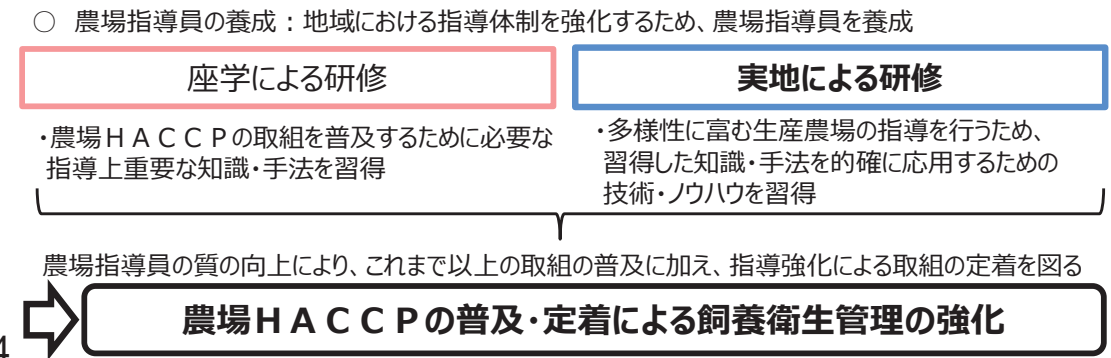 ○ 農場指導員の養成：地域における指導体制を強化するため、農場指導員を養成
座学による研修
実地による研修
・農場ＨＡＣＣＰの取組を普及するために必要な
指導上重要な知識・手法を習得
・多様性に富む生産農場の指導を行うため、
習得した知識・手法を的確に応用するための
技術・ノウハウを習得
農場指導員の質の向上により、これまで以上の取組の普及に加え、指導強化による取組の定着を図る
農場ＨＡＣＣＰの普及・定着による飼養衛生管理の強化
4